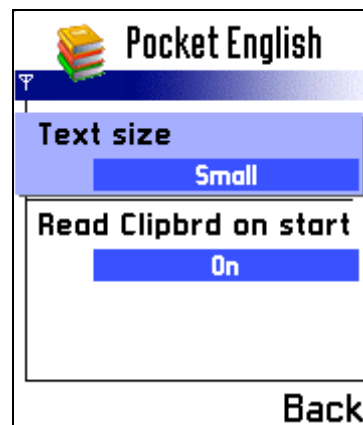 Pocket English
Text size
Small
Read Clipbrd on start
On
Back